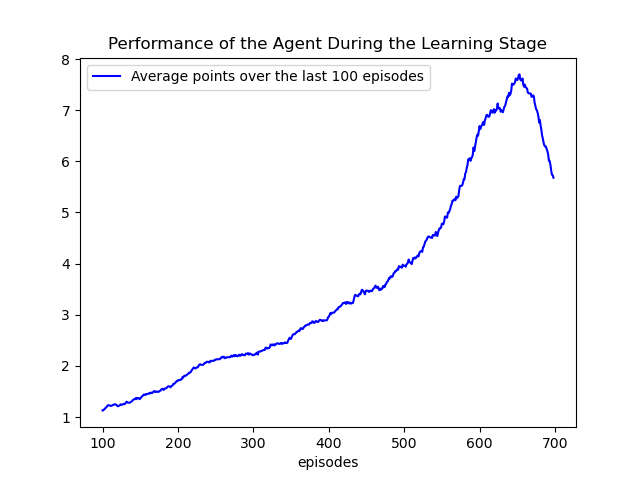 Performance of the Agent During the Learning Stage
Average points over the last 100 episodes
8
7
6
5
4
3
2
1
100 200 300 400 500 600 700
episodes